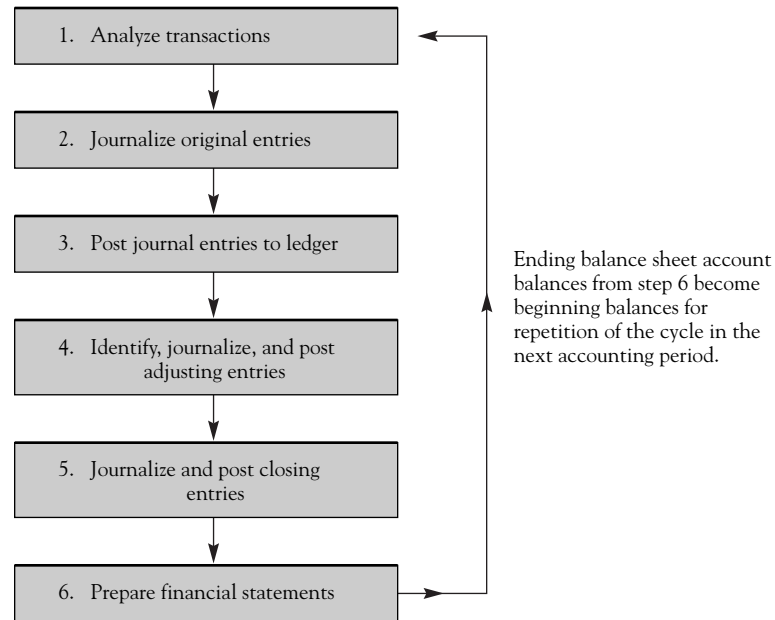 1. Analyze transactions
2. Journalize original entries
3. Post journal entries to ledger
4. Identify, journalize, and post
adjusting entries
5. Journalize and post closing
entries
6. Prepare financial statements
Ending balance sheet account
balances from step 6 become
beginning balances for
repetition of the cycle in the
next accounting period.